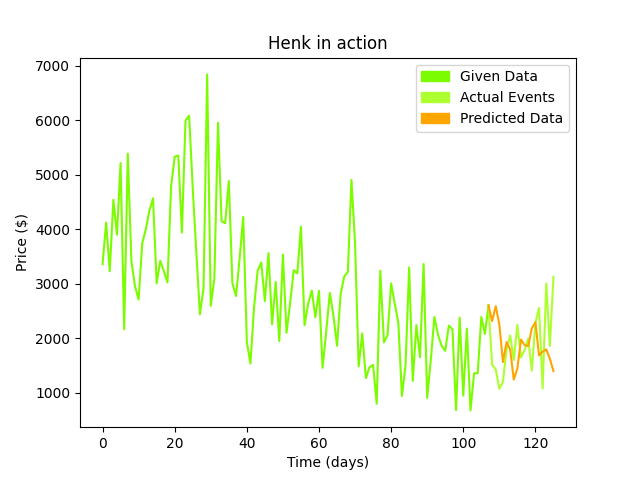 Henk in action
Given Data
Actual Events
Predicted Data
Price ($)
7000
6000
5000
4000
3000
2000
1000
0 20 40 60 80 100 120
Time (days)